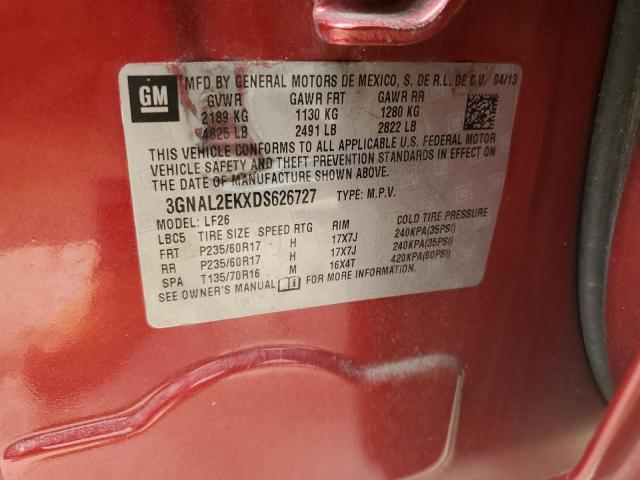 GM
MFD BY GENERAL MOTORS DE MEXICO, S. DE R.L. DE C.V. 04/13
GVWR GAWR FRT GAWR RR
2189 KG 1130 KG 1280 KG
4825 LB 2491 LB 2822 LB
THIS VEHICLE CONFORMS TO ALL APPLICABLE U.S. FEDERAL MOTOR
VEHICLE SAFETY AND THEFT PREVENTION STANDARDS IN EFFECT ON
THE DATE OF MANUFACTURE SHOWN ABOVE.
3GNAL2EKXDS626727 TYPE: M.P.V.
MODEL: LF26
LBC5 TIRE SIZE SPEED RTG RIM COLD TIRE PRESSURE
FRT P235/60R17 H 17X7J 240KPA(35PSI)
RR P235/60R17 H 17X7J 240KPA(35PSI)
SPA T135/70R16 M 16X4T 420KPA(60PSI)
SEE OWNER'S MANUAL FOR MORE INFORMATION